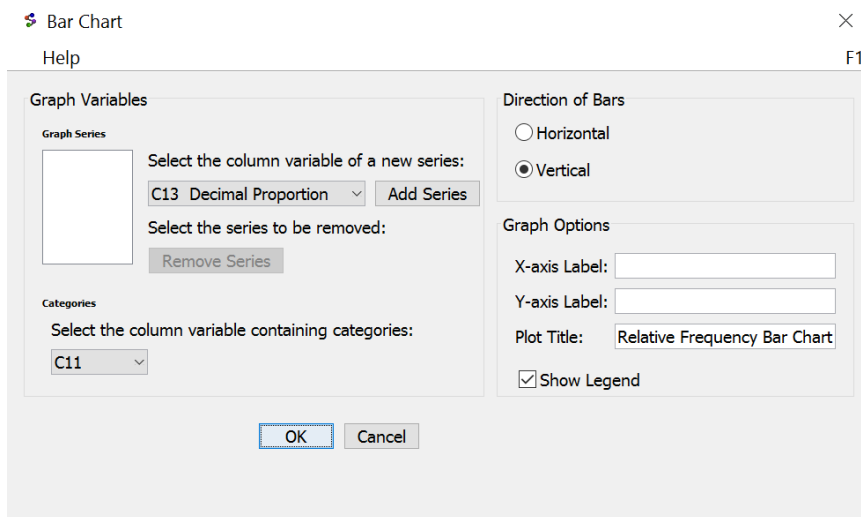 Bar Chart
Help F1
Graph Variables
Graph Series
Select the column variable of a new series:
C13 Decimal Proportion Add Series
Select the series to be removed:
Remove Series
Categories
Select the column variable containing categories:
C11
Direction of Bars
Horizontal
Vertical
Graph Options
X-axis Label:
Y-axis Label:
Plot Title: Relative Frequency Bar Chart
Show Legend
OK Cancel